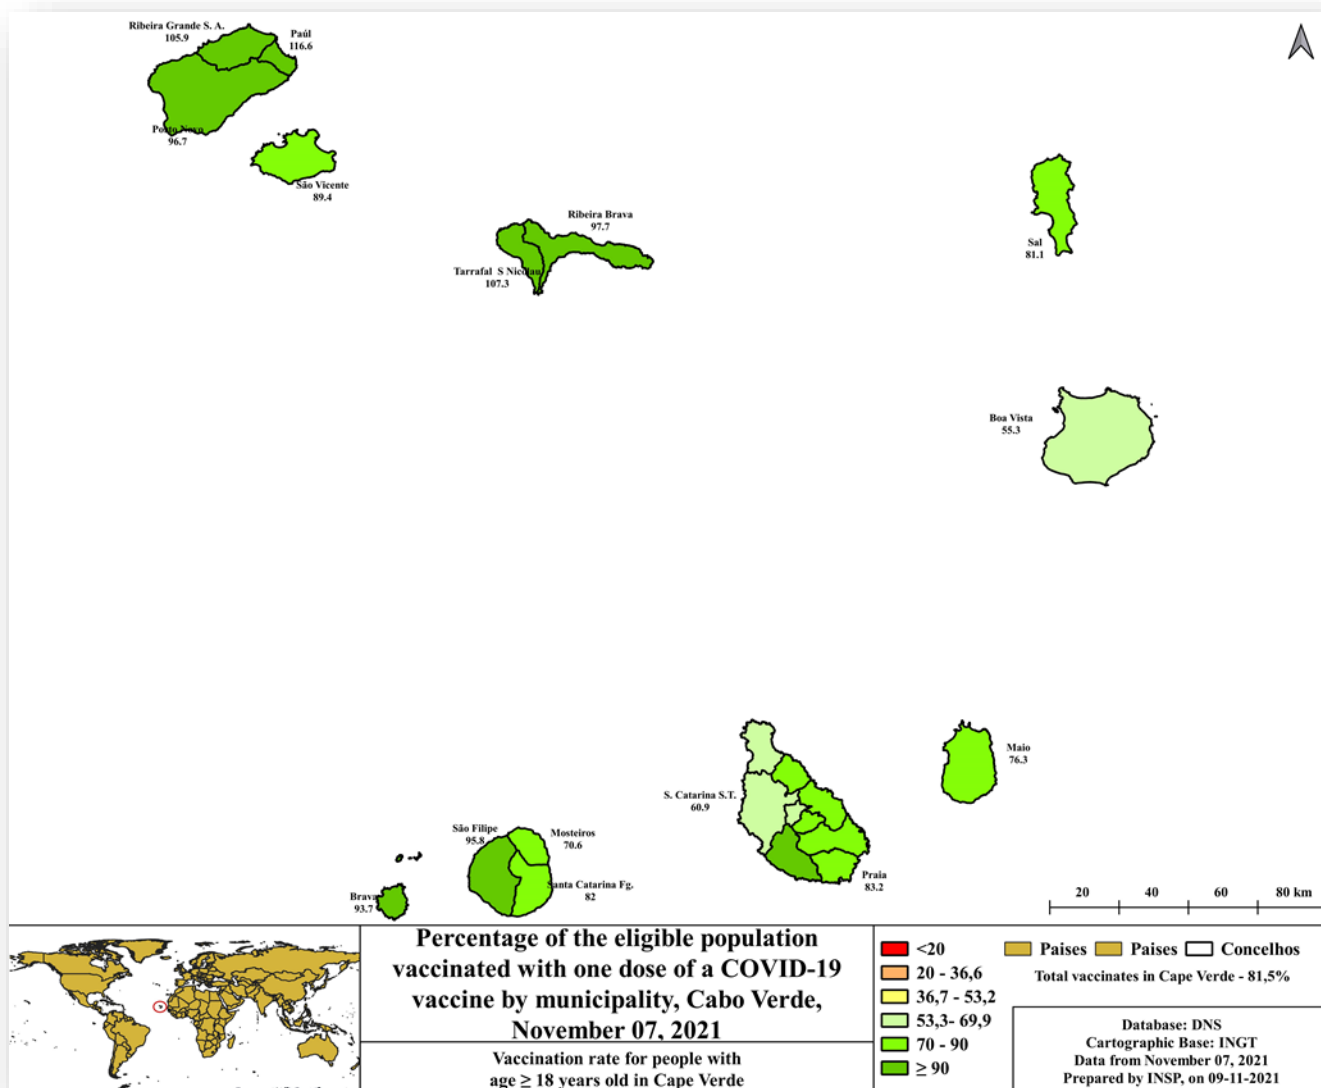 Ribeira Grande S. A.
105.9
Paúl
116.6
Porto Novo
96.7
São Vicente
89.4
Ribeira Brava
97.7
Tarrafal S Nicolau
107.3
Sal
81.1
Boa Vista
55.3
Maio
76.3
S. Catarina S.T.
60.9
Praia
83.2
São Filipe
95.8
Mosteiros
70.6
Santa Catarina Fg.
82
Brava
93.7
20 40 60 80 km
Percentage of the eligible population
vaccinated with one dose of a COVID-19
vaccine by municipality, Cabo Verde,
November 07, 2021
Vaccination rate for people with
age ≥ 18 years old in Cape Verde
<20
20 - 36,6
36,7 - 53,2
53,3- 69,9
70 - 90
≥ 90
Paises Paises Concelhos
Total vaccinates in Cape Verde - 81,5%
Database: DNS
Cartographic Base: INGT
Data from November 07, 2021
Prepared by INSP, on 09-11-2021